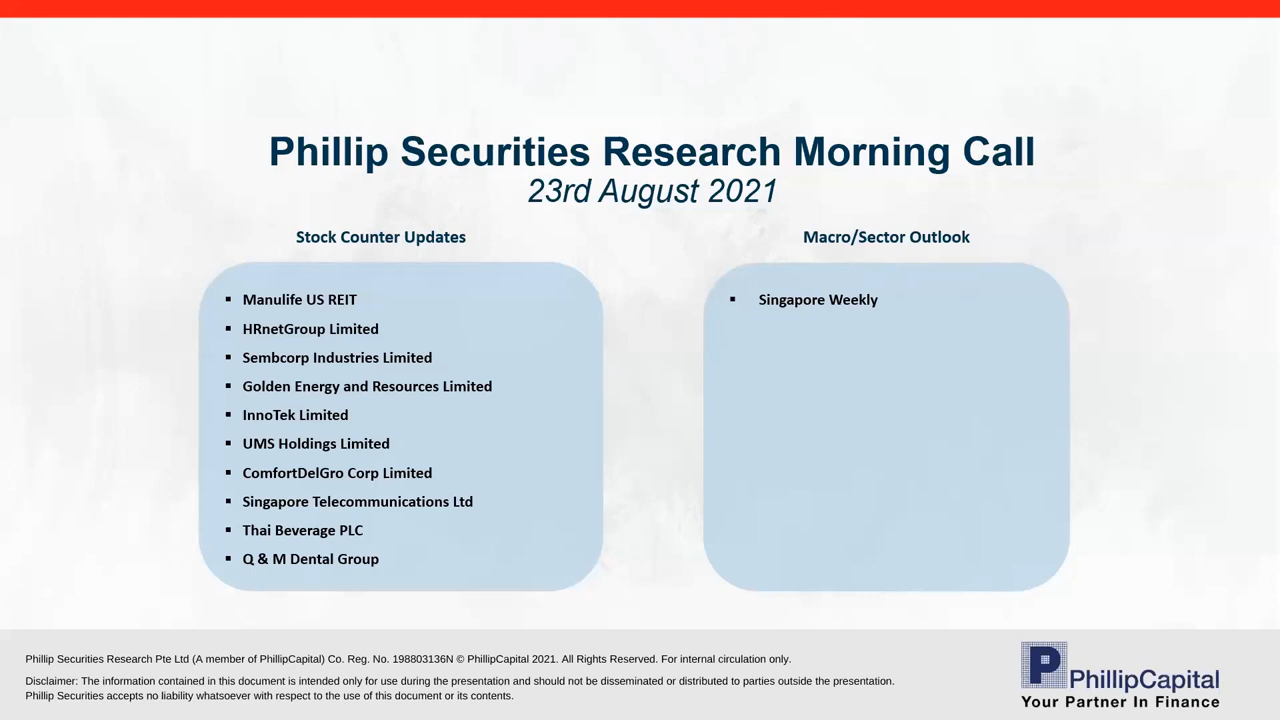 Phillip Securities Research Morning Call
23rd August 2021
Stock Counter Updates
▪ Manulife US REIT
▪ HRnetGroup Limited
▪ Sembcorp Industries Limited
▪ Golden Energy and Resources Limited
▪ InnoTek Limited
▪ UMS Holdings Limited
▪ ComfortDelGro Corp Limited
▪ Singapore Telecommunications Ltd
▪ Thai Beverage PLC
▪ Q & M Dental Group
Macro/Sector Outlook
▪ Singapore Weekly
Phillip Securities Research Pte Ltd (A member of PhillipCapital) Co. Reg. No. 198803136N © PhillipCapital 2021. All Rights Reserved. For internal circulation only.
Disclaimer: The information contained in this document is intended only for use during the presentation and should not be disseminated or distributed to parties outside the presentation.
Phillip Securities accepts no liability whatsoever with respect to the use of this document or its contents.
P PhillipCapital
Your Partner In Finance